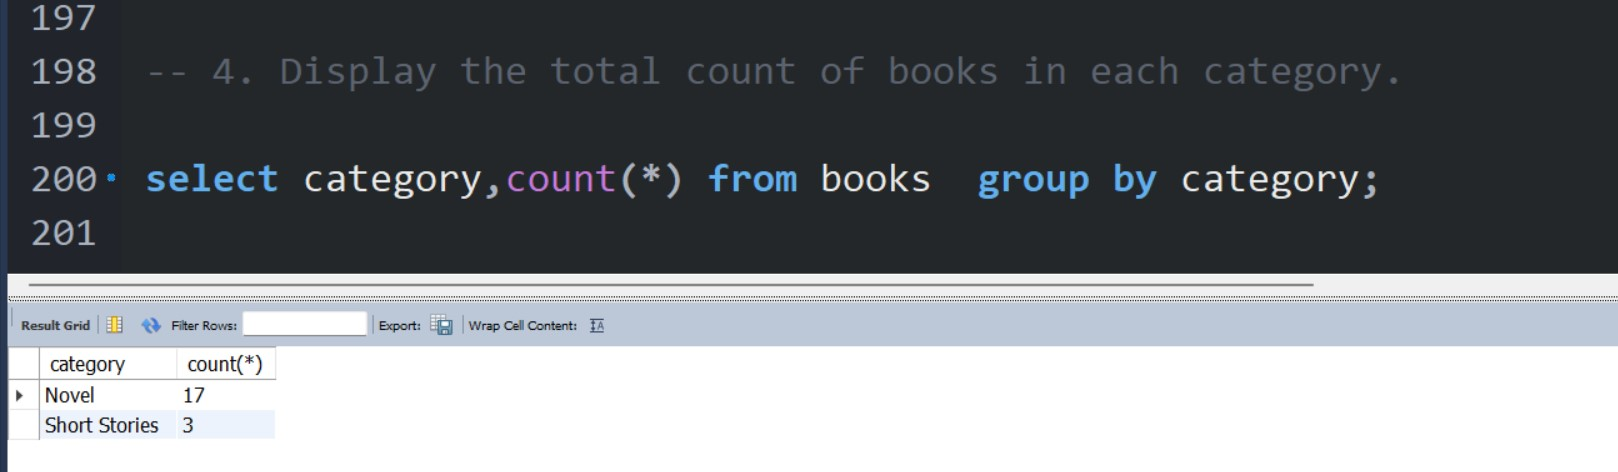 197
198 -- 4. Display the total count of books in each category.
199
200 select category,count(*) from books  group by category;
201
Result Grid Filter Rows: Export: Wrap Cell Content: IA
category count(*)
Novel 17
Short Stories 3